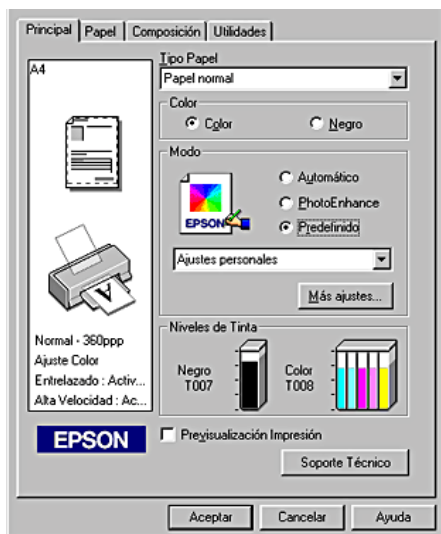 Principal Papel Composición Utilidades
A4
Normal - 360ppp
Ajuste Color
Entrelazado : Activ...
Alta Velocidad : Ac...
EPSON
Tipo Papel
Papel normal
Color
Color Negro
Modo
EPSON
Automático
PhotoEnhance
Predefinido
Ajustes personales
Más ajustes...
Niveles de Tinta
Negro
T007
Color
T008
Previsualización Impresión
Soporte Técnico
Aceptar Cancelar Ayuda